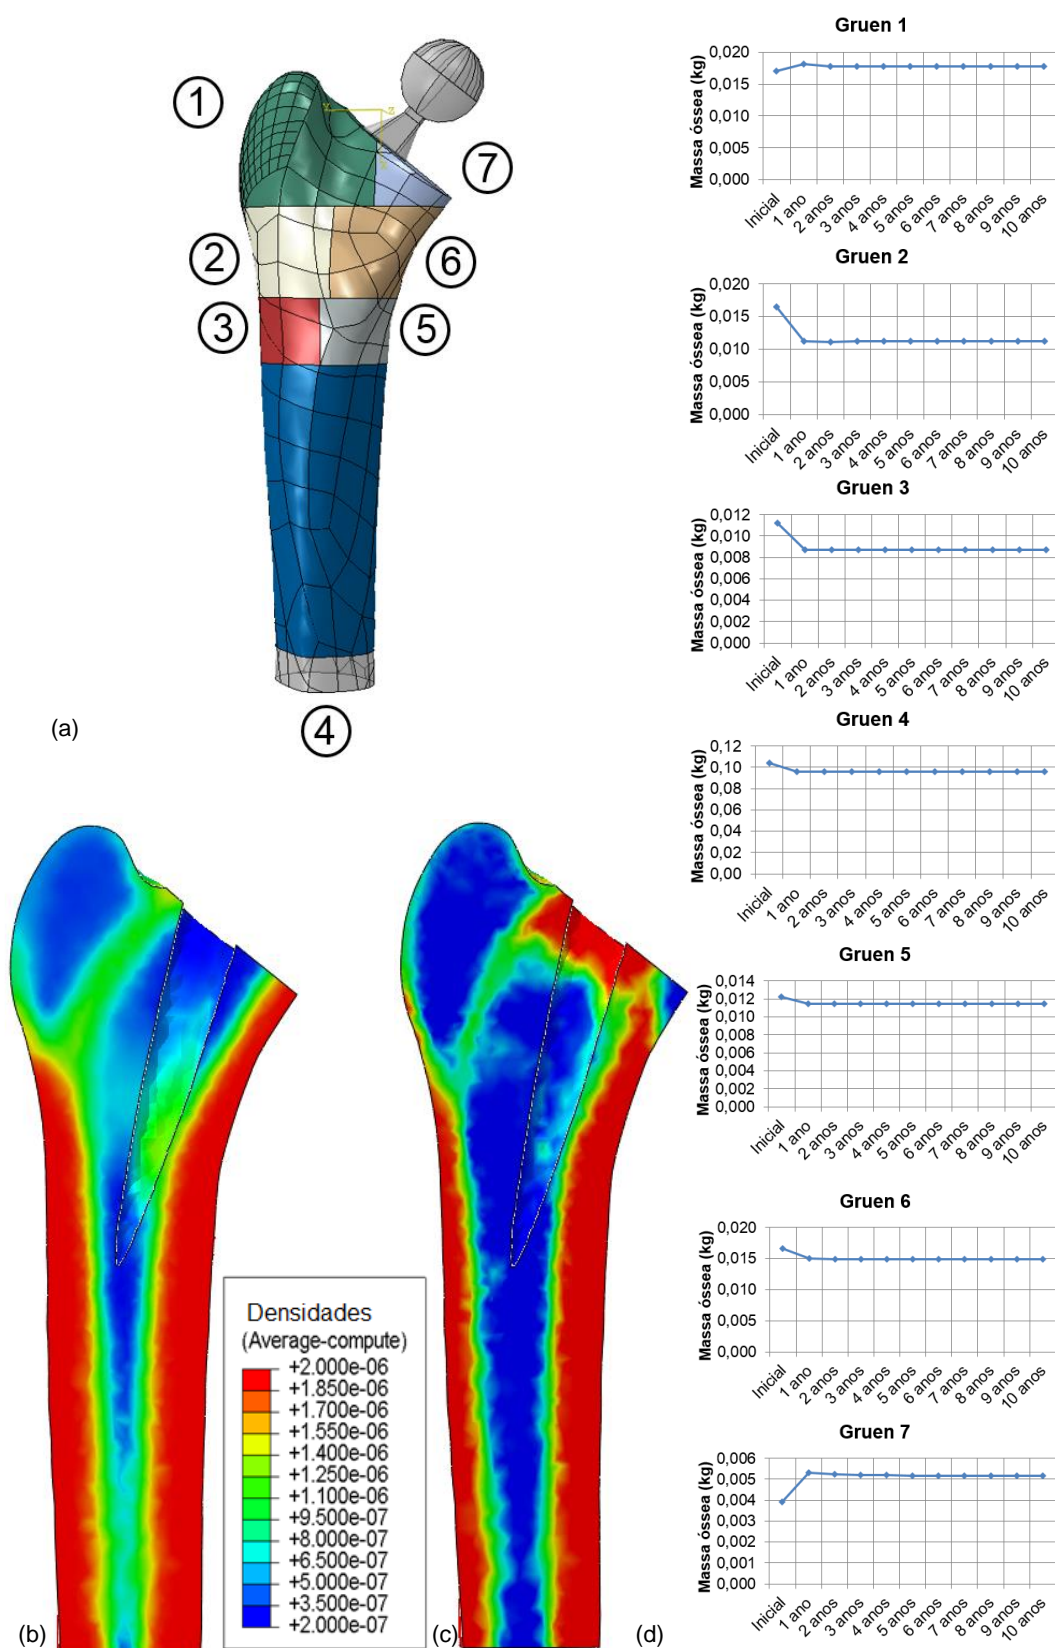 1
2
3
4
5
6
7
Y
Z
X
(a)
(b)
Densidades
(Average-compute)
+2.000e-06
+1.850e-06
+1.700e-06
+1.550e-06
+1.400e-06
+1.250e-06
+1.100e-06
+9.500e-07
+8.000e-07
+6.500e-07
+5.000e-07
+3.500e-07
+2.000e-07
(c)
(d)
Gruen 1
Massa óssea (kg)
0,020
0,015
0,010
0,005
0,000
Inicial
1 ano
2 anos
3 anos
4 anos
5 anos
6 anos
7 anos
8 anos
9 anos
10 anos
Gruen 2
Massa óssea (kg)
0,020
0,015
0,010
0,005
0,000
Inicial
1 ano
2 anos
3 anos
4 anos
5 anos
6 anos
7 anos
8 anos
9 anos
10 anos
Gruen 3
Massa óssea (kg)
0,012
0,010
0,008
0,006
0,004
0,002
0,000
Inicial
1 ano
2 anos
3 anos
4 anos
5 anos
6 anos
7 anos
8 anos
9 anos
10 anos
Gruen 4
Massa óssea (kg)
0,12
0,10
0,08
0,06
0,04
0,02
0,00
Inicial
1 ano
2 anos
3 anos
4 anos
5 anos
6 anos
7 anos
8 anos
9 anos
10 anos
Gruen 5
Massa óssea (kg)
0,014
0,012
0,010
0,008
0,006
0,004
0,002
0,000
Inicial
1 ano
2 anos
3 anos
4 anos
5 anos
6 anos
7 anos
8 anos
9 anos
10 anos
Gruen 6
Massa óssea (kg)
0,020
0,015
0,010
0,005
0,000
Inicial
1 ano
2 anos
3 anos
4 anos
5 anos
6 anos
7 anos
8 anos
9 anos
10 anos
Gruen 7
Massa óssea (kg)
0,006
0,005
0,004
0,003
0,002
0,001
0,000
Inicial
1 ano
2 anos
3 anos
4 anos
5 anos
6 anos
7 anos
8 anos
9 anos
10 anos